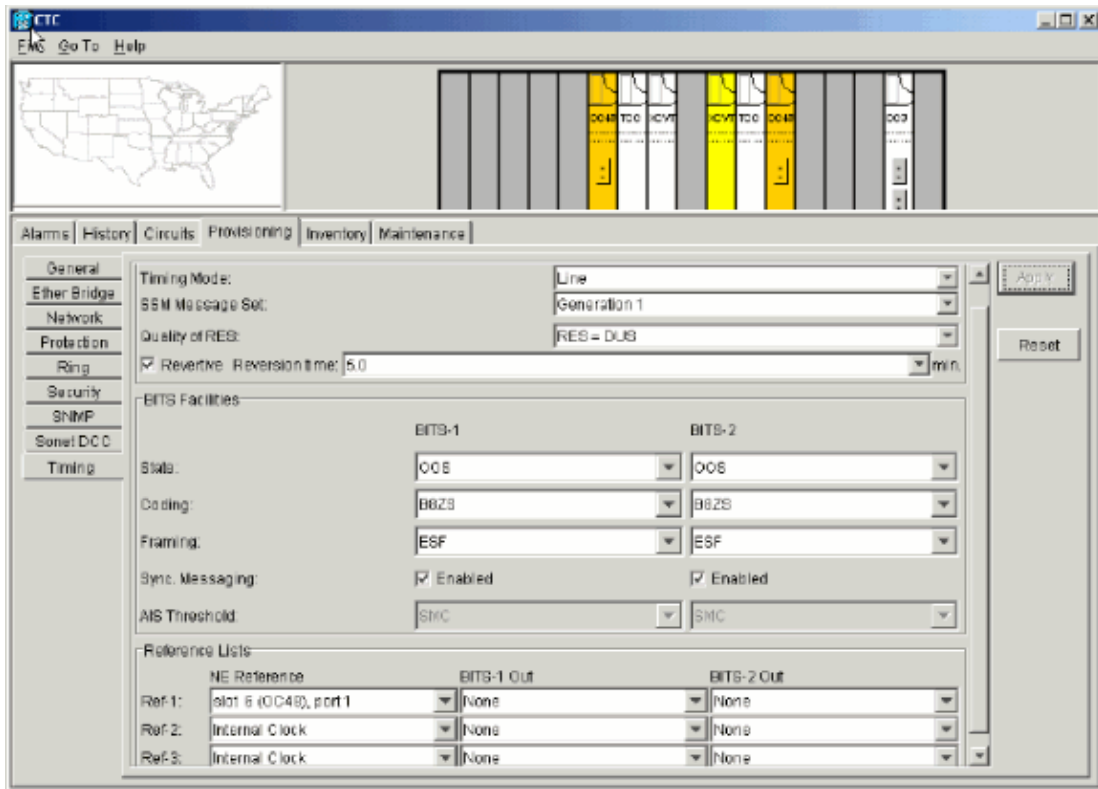 CTC
FMS Go To Help
OC48 TCC XCVT XCVT TCC OC48 OC3
Alarms History Circuits Provisioning Inventory Maintenance
General
Ether Bridge
Network
Protection
Ring
Security
SNMP
Sonet DCC
Timing
Timing Mode: Line
SSM Message Set: Generation 1
Quality of RES: RES = DUS
Revertive Reversion time: 5.0 min.
Apply
Reset
BITS Facilities
BITS-1 BITS-2
State: OOS OOS
Coding: B8ZS B8ZS
Framing: ESF ESF
Sync. Messaging: Enabled Enabled
AIS Threshold: SMC SMC
Reference Lists
NE Reference BITS-1 Out BITS-2 Out
Ref-1: slot 6 (OC48), port 1 None None
Ref-2: Internal Clock None None
Ref-3: Internal Clock None None